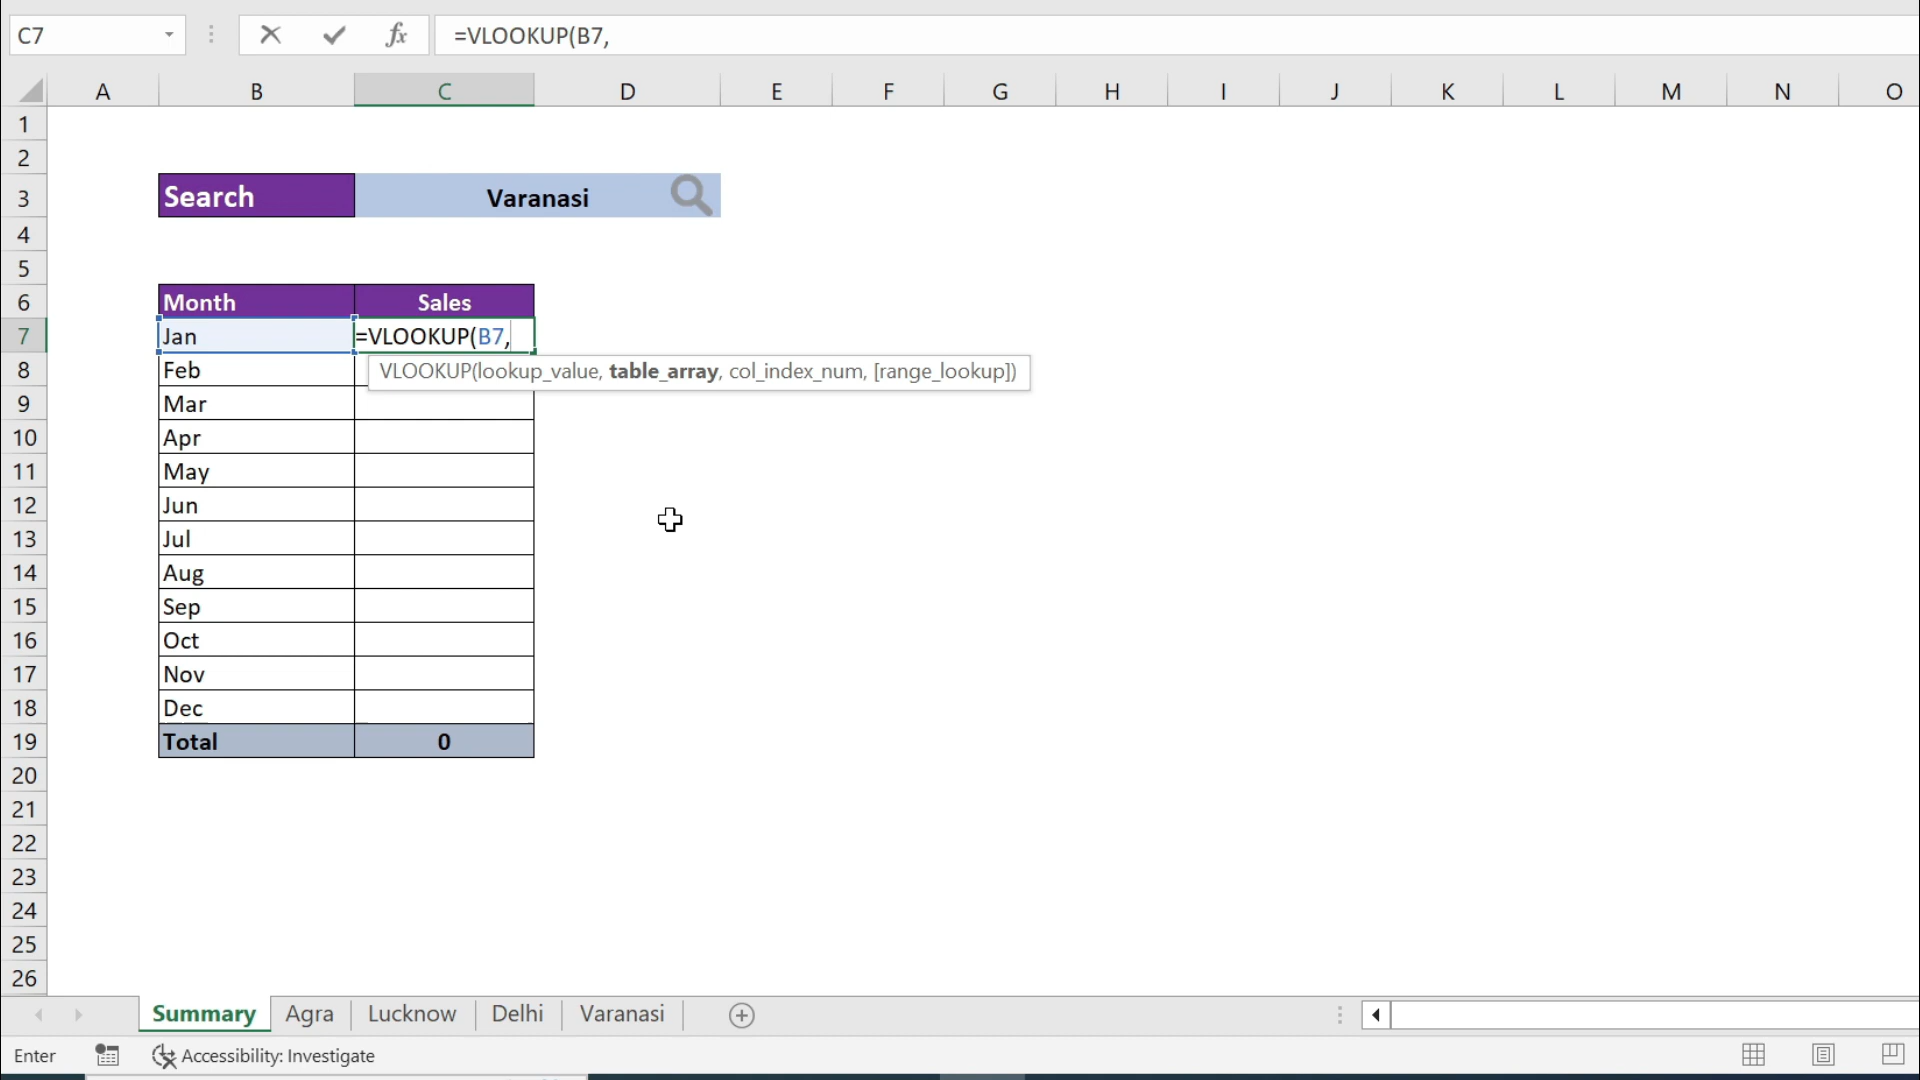 C7 fx =VLOOKUP(B7,
A B C D E F G H I J K L M N O
1
2
3 Search Varanasi
4
5
6 Month Sales
7 Jan =VLOOKUP(B7,
8 Feb VLOOKUP(lookup_value, table_array, col_index_num, [range_lookup])
9 Mar
10 Apr
11 May
12 Jun
13 Jul
14 Aug
15 Sep
16 Oct
17 Nov
18 Dec
19 Total 0
20
21
22
23
24
25
26
Summary Agra Lucknow Delhi Varanasi
Enter Accessibility: Investigate